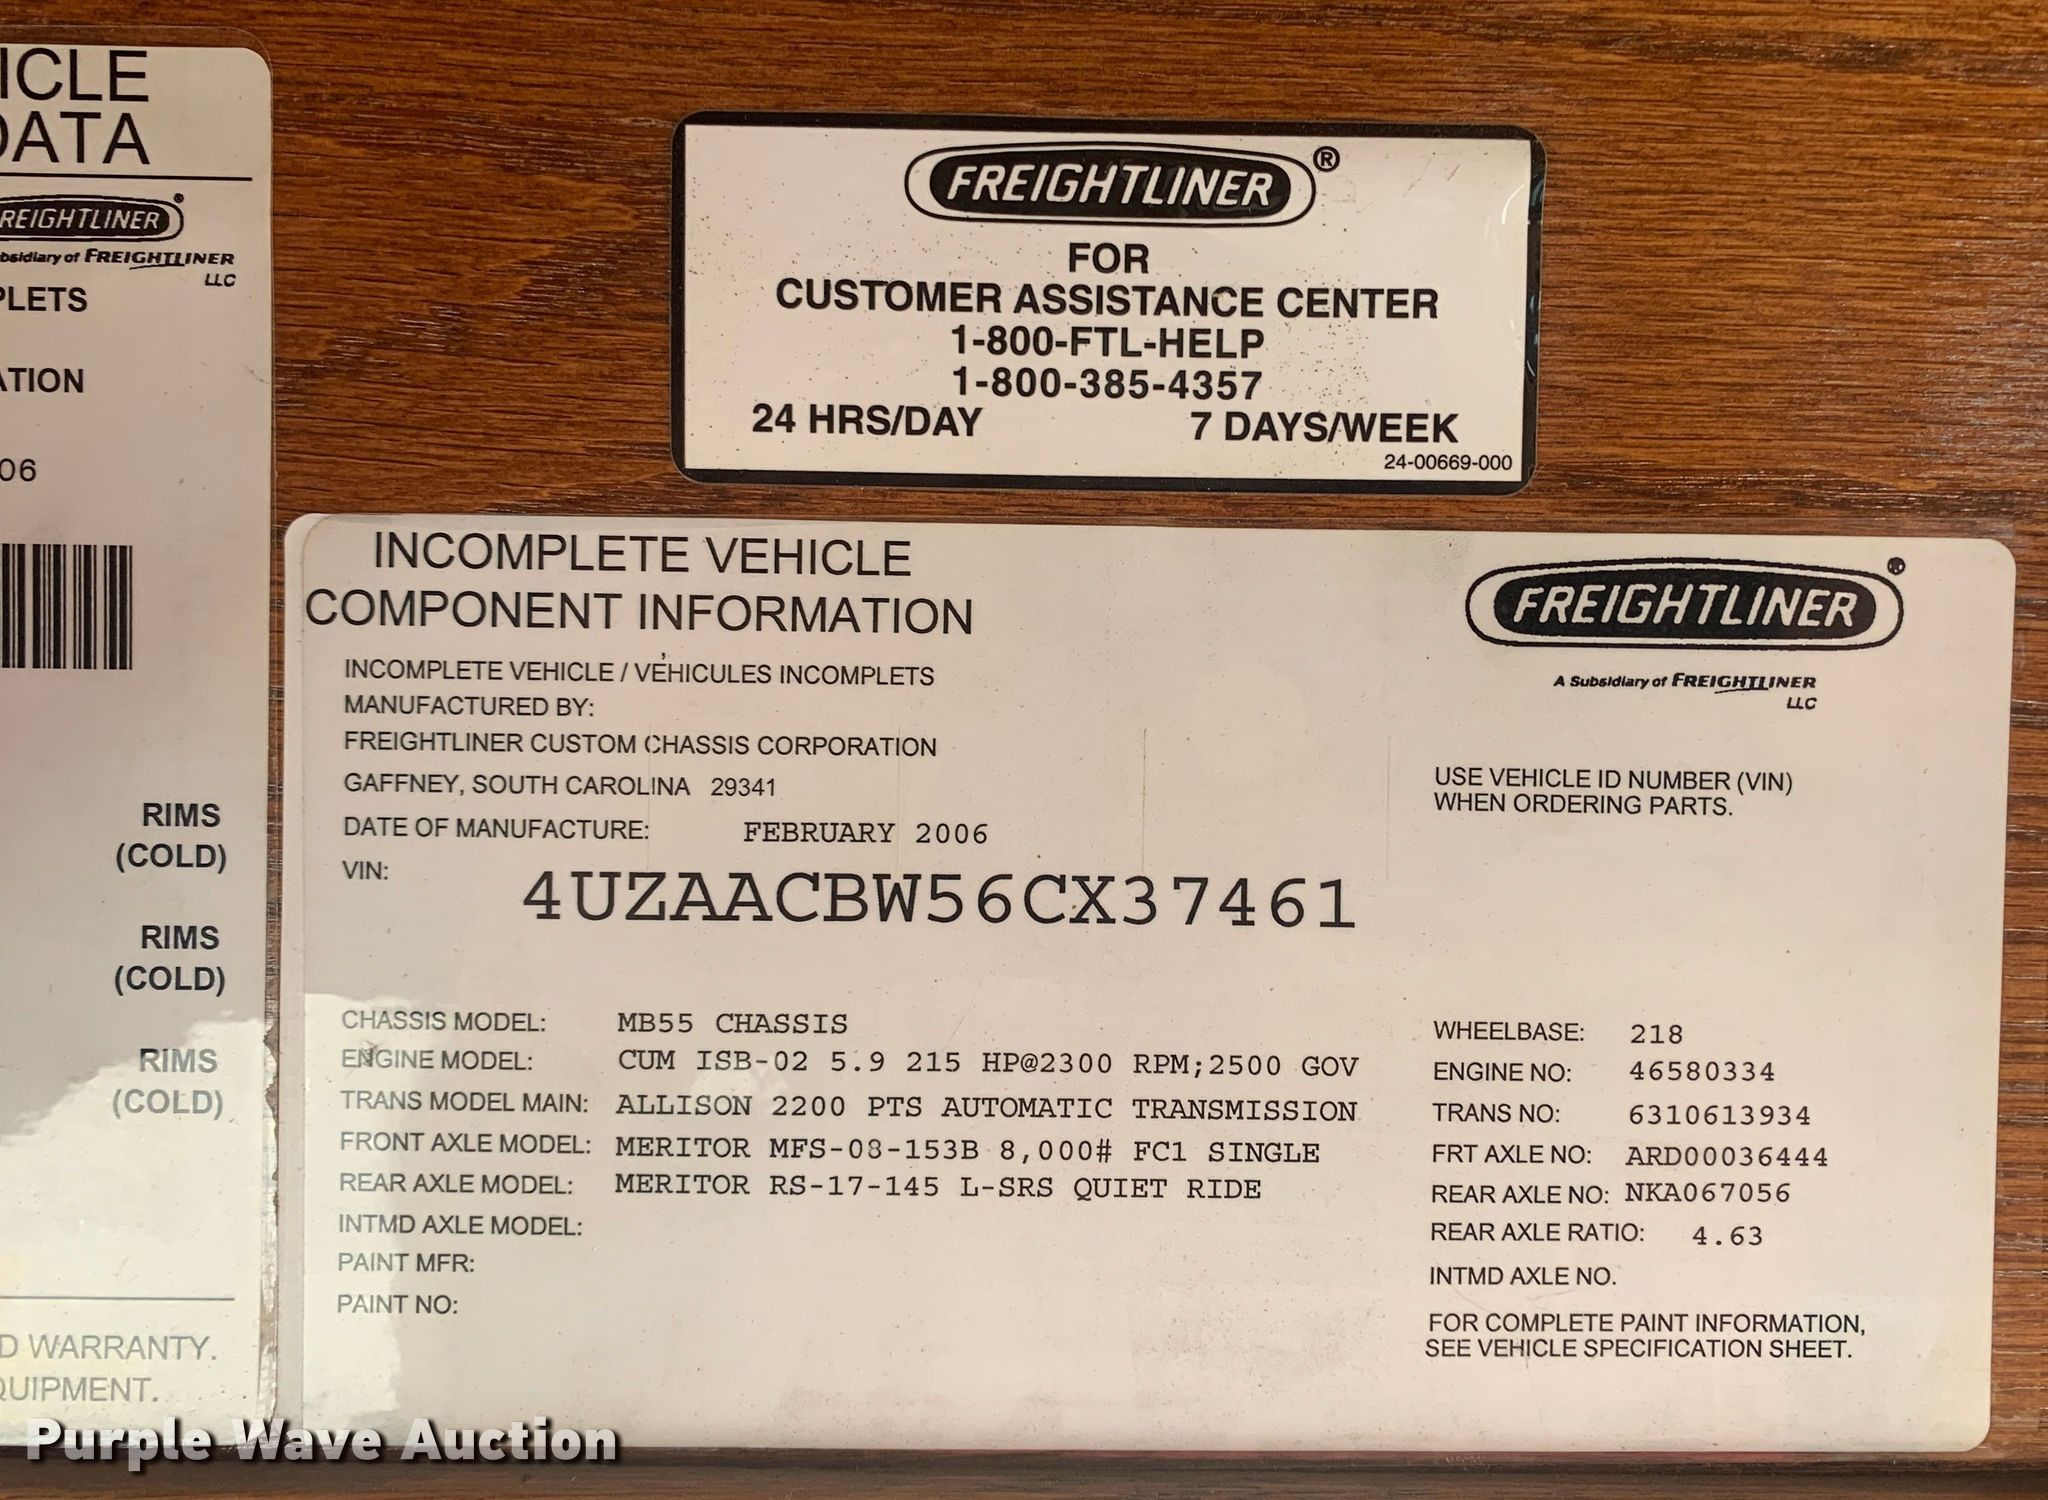 ICLE
DATA
REIGHTLINER
bsidiary of FREIGHTLINER
LLC
PLETS
ATION
06
RIMS
(COLD)
RIMS
(COLD)
RIMS
(COLD)
D WARRANTY.
QUIPMENT.
FREIGHTLINER®
FOR
CUSTOMER ASSISTANCE CENTER
1-800-FTL-HELP
1-800-385-4357
24 HRS/DAY 7 DAYS/WEEK
24-00669-000
INCOMPLETE VEHICLE
COMPONENT INFORMATION
FREIGHTLINER®
A Subsidiary of FREIGHTLINER
LLC
INCOMPLETE VEHICLE / VÉHICULES INCOMPLETS
MANUFACTURED BY:
FREIGHTLINER CUSTOM CHASSIS CORPORATION
GAFFNEY, SOUTH CAROLINA 29341
USE VEHICLE ID NUMBER (VIN)
WHEN ORDERING PARTS.
DATE OF MANUFACTURE: FEBRUARY 2006
VIN: 4UZAACBW56CX37461
CHASSIS MODEL: MB55 CHASSIS
ENGINE MODEL: CUM ISB-02 5.9 215 HP@2300 RPM;2500 GOV
TRANS MODEL MAIN: ALLISON 2200 PTS AUTOMATIC TRANSMISSION
FRONT AXLE MODEL: MERITOR MFS-08-153B 8,000# FC1 SINGLE
REAR AXLE MODEL: MERITOR RS-17-145 L-SRS QUIET RIDE
INTMD AXLE MODEL:
PAINT MFR:
PAINT NO:
WHEELBASE: 218
ENGINE NO: 46580334
TRANS NO: 6310613934
FRT AXLE NO: ARD00036444
REAR AXLE NO: NKA067056
REAR AXLE RATIO: 4.63
INTMD AXLE NO.
FOR COMPLETE PAINT INFORMATION,
SEE VEHICLE SPECIFICATION SHEET.
Purple Wave Auction